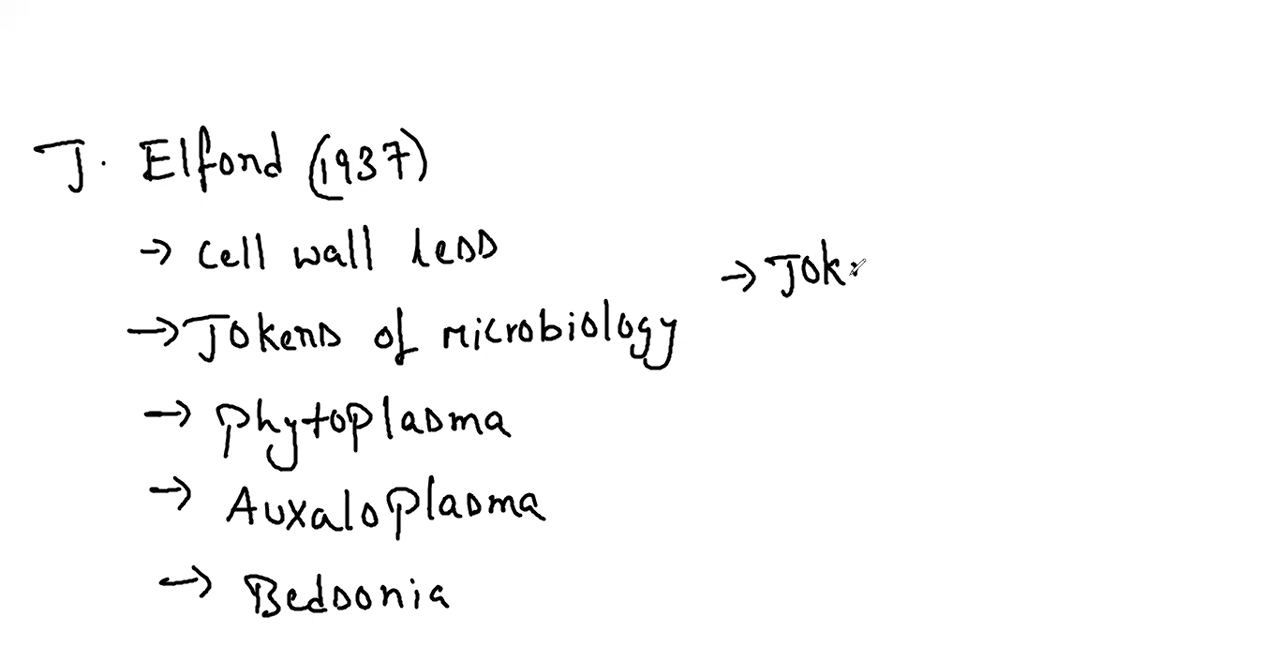 J. Elford (1937)
→ Cell wall less
→ Jokers of microbiology
→ Phytoplasma
→ Auxaloplasma
→ Bedsonia
→ Jok